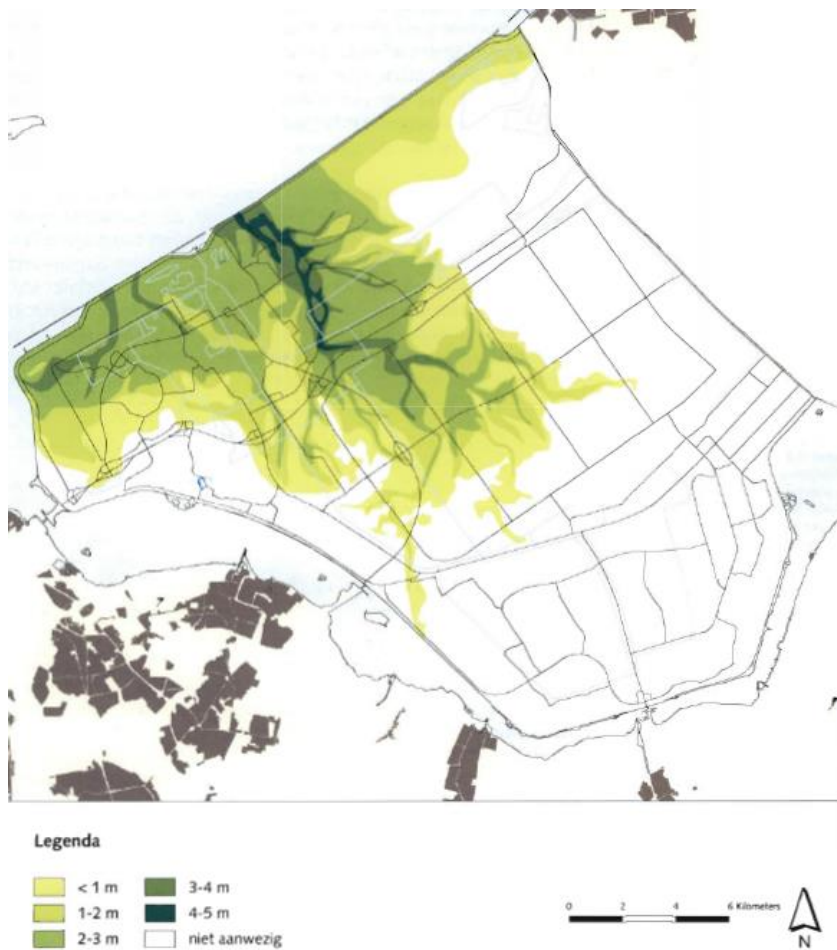 Legenda
< 1 m
1-2 m
2-3 m
3-4 m
4-5 m
niet aanwezig
0 2 4 6 Kilometers
N